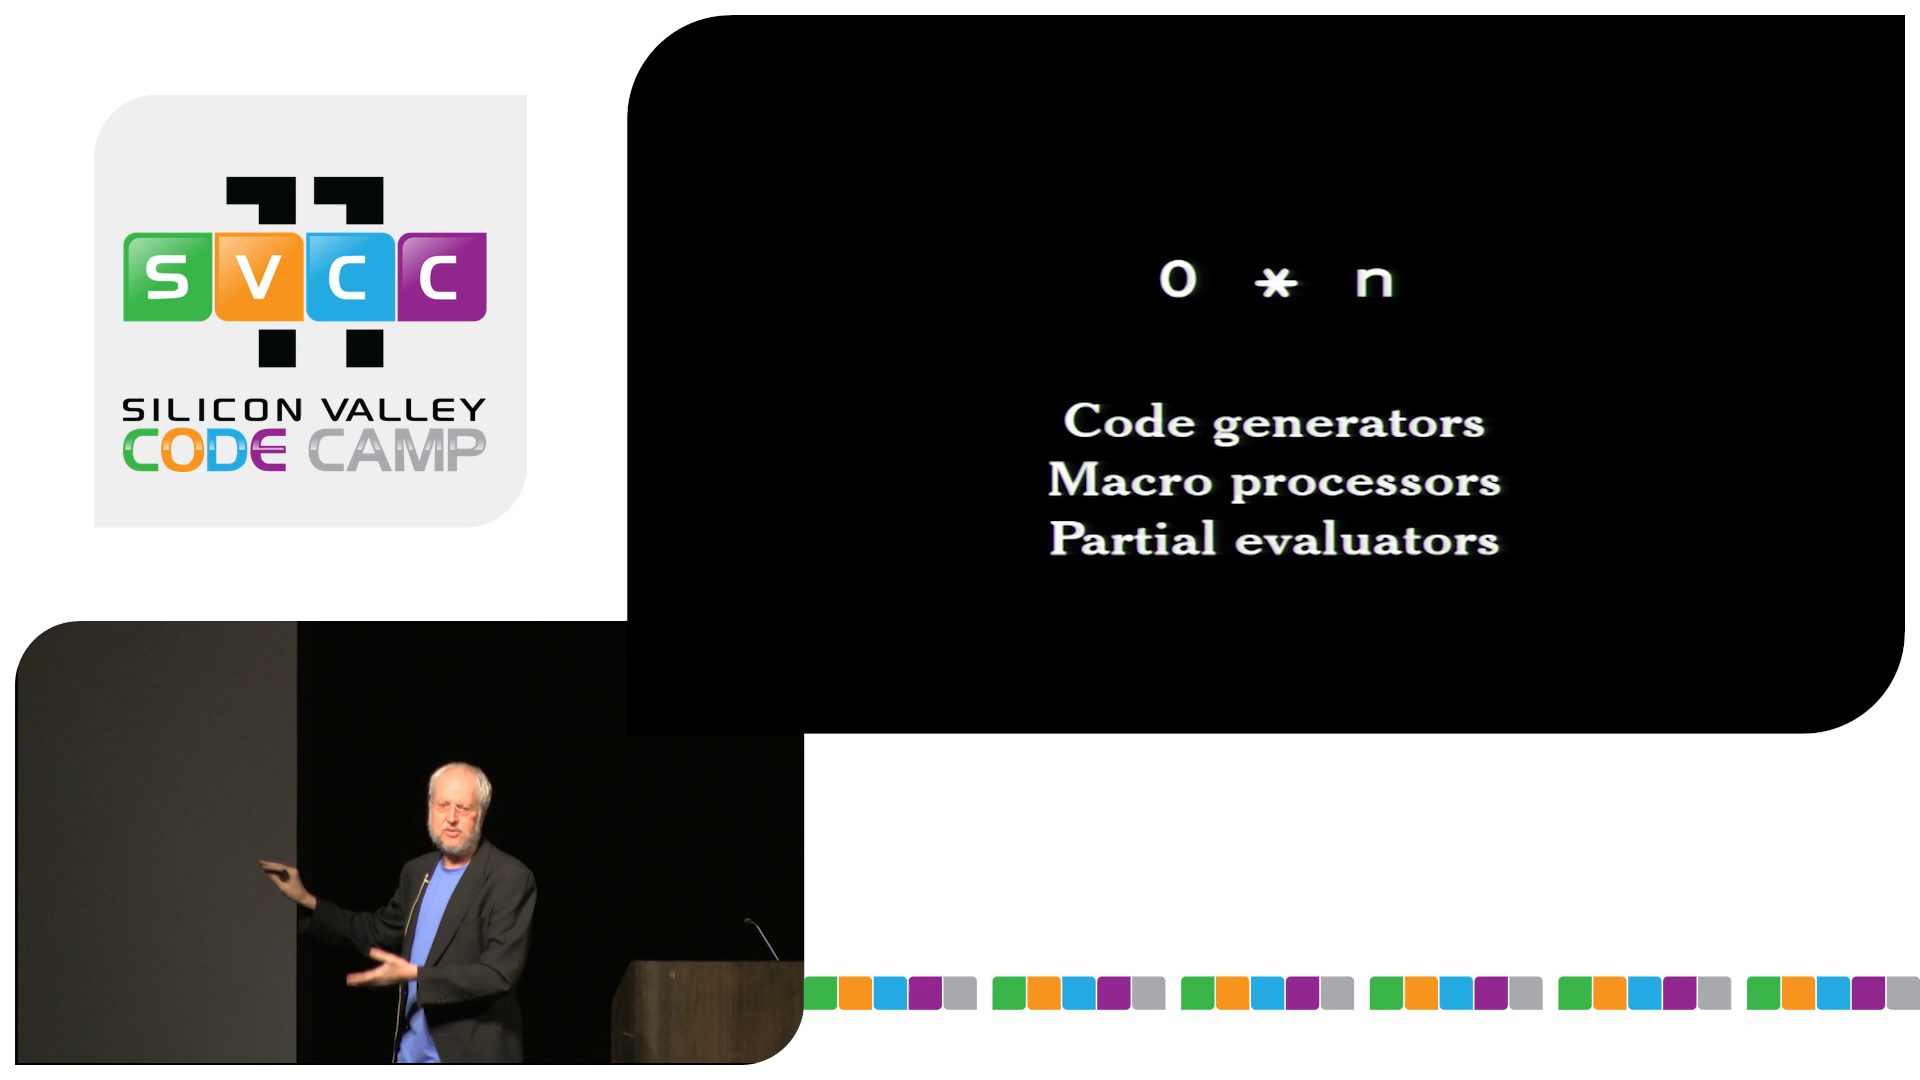 SVCC
SILICON VALLEY
CODE CAMP
0 * n
Code generators
Macro processors
Partial evaluators